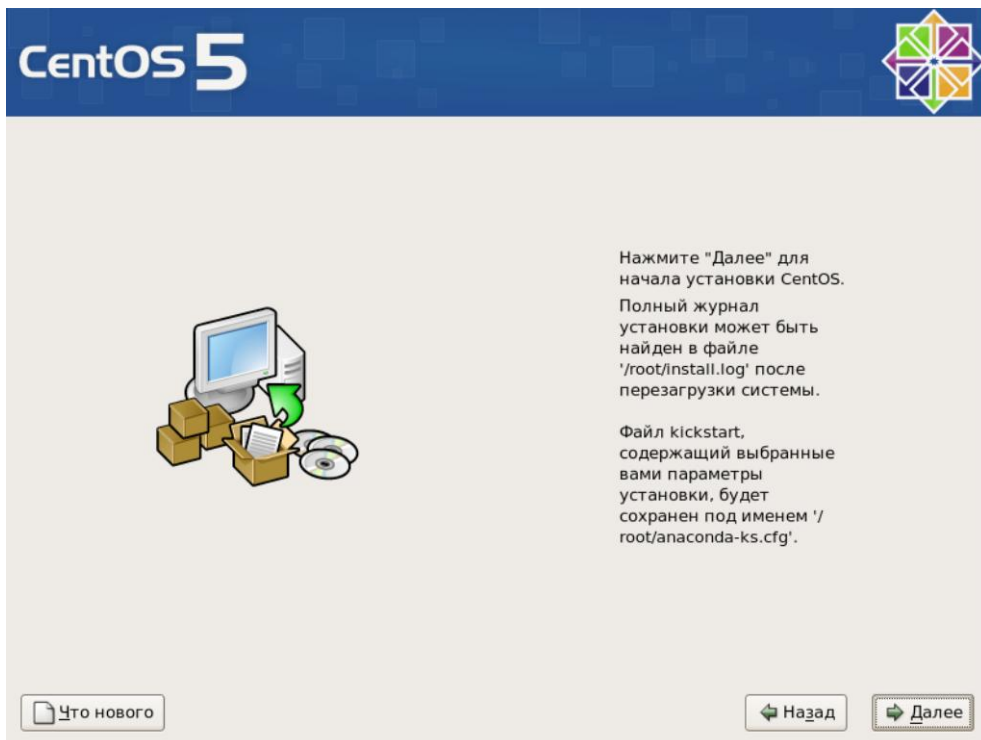 CentOS 5
Нажмите "Далее" для
начала установки CentOS.
Полный журнал
установки может быть
найден в файле
'/root/install.log' после
перезагрузки системы.
Файл kickstart,
содержащий выбранные
вами параметры
установки, будет
сохранен под именем '/
root/anaconda-ks.cfg'.
Что нового
Назад
Далее